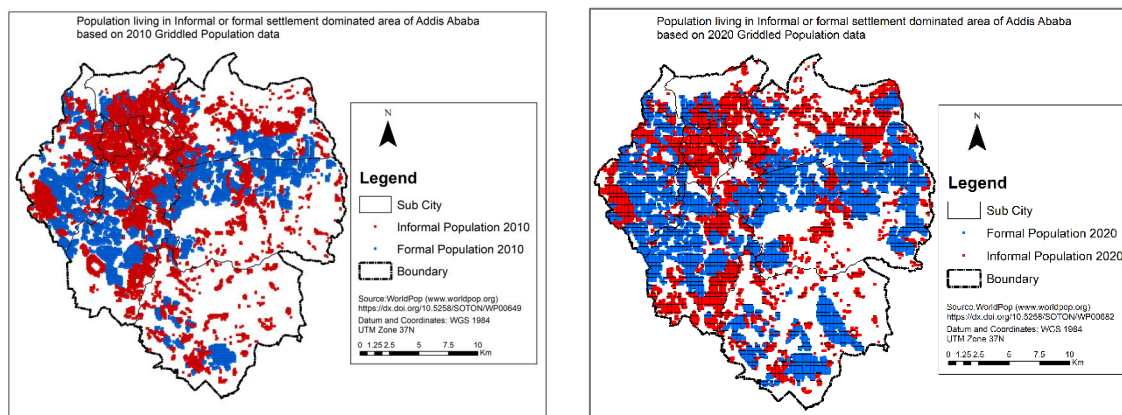 Population living in Informal or formal settlement dominated area of Addis Ababa
based on 2010 Griddled Population data
N
Legend
Sub City
Informal Population 2010
Formal Population 2010
Boundary
Source:WorldPop (www.worldpop.org)
https://dx.doi.org/10.5258/SOTON/WP00649
Datum and Coordinates: WGS 1984
UTM Zone 37N
0 1.25 2.5 5 7.5 10
Km
Population living in Informal or formal settlement dominated area of Addis Ababa
based on 2020 Griddled Population data
N
Legend
Sub City
Formal Population 2020
Informal Population 2020
Boundary
Source:WorldPop (www.worldpop.org)
https://dx.doi.org/10.5258/SOTON/WP00682
Datum and Coordinates: WGS 1984
UTM Zone 37N
0 1.25 2.5 5 7.5 10
Km